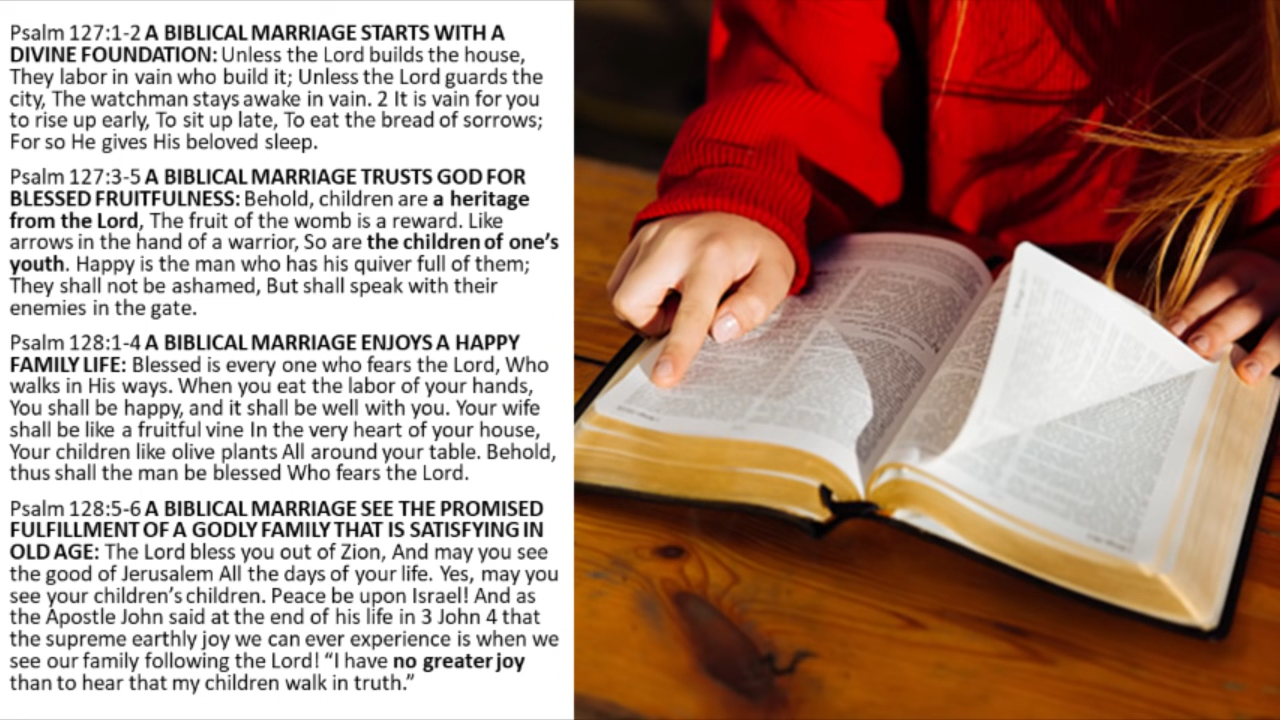 Psalm 127:1-2 A BIBLICAL MARRIAGE STARTS WITH A
DIVINE FOUNDATION: Unless the Lord builds the house,
They labor in vain who build it; Unless the Lord guards the
city, The watchman stays awake in vain. 2 It is vain for you
to rise up early, To sit up late, To eat the bread of sorrows;
For so He gives His beloved sleep.
Psalm 127:3-5 A BIBLICAL MARRIAGE TRUSTS GOD FOR
BLESSED FRUITFULNESS: Behold, children are a heritage
from the Lord, The fruit of the womb is a reward. Like
arrows in the hand of a warrior, So are the children of one's
youth. Happy is the man who has his quiver full of them;
They shall not be ashamed, But shall speak with their
enemies in the gate.
Psalm 128:1-4 A BIBLICAL MARRIAGE ENJOYS A HAPPY
FAMILY LIFE: Blessed is every one who fears the Lord, Who
walks in His ways. When you eat the labor of your hands,
You shall be happy, and it shall be well with you. Your wife
shall be like a fruitful vine In the very heart of your house,
Your children like olive plants All around your table. Behold,
thus shall the man be blessed Who fears the Lord.
Psalm 128:5-6 A BIBLICAL MARRIAGE SEE THE PROMISED
FULFILLMENT OF A GODLY FAMILY THAT IS SATISFYING IN
OLD AGE: The Lord bless you out of Zion, And may you see
the good of Jerusalem All the days of your life. Yes, may you
see your children's children. Peace be upon Israel! And as
the Apostle John said at the end of his life in 3 John 4 that
the supreme earthly joy we can ever experience is when we
see our family following the Lord! “I have no greater joy
than to hear that my children walk in truth.”